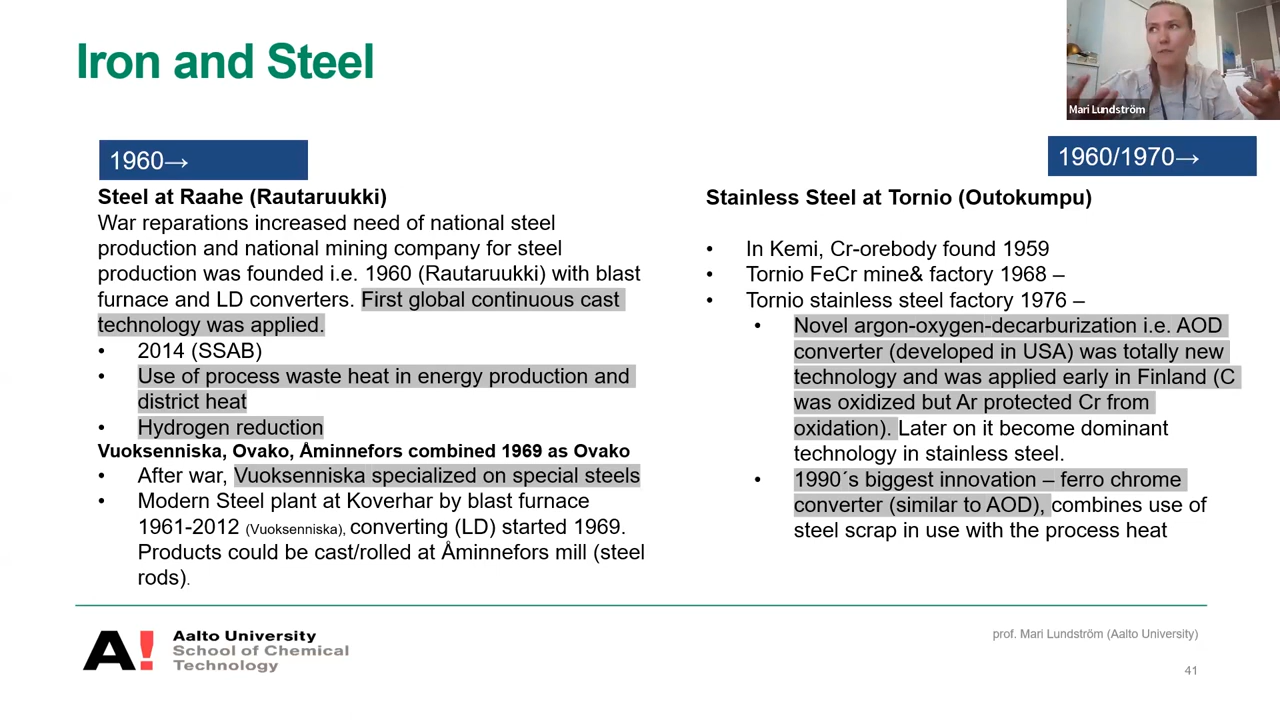 Iron and Steel
Mari Lundström
1960→
Steel at Raahe (Rautaruukki)
War reparations increased need of national steel
production and national mining company for steel
production was founded i.e. 1960 (Rautaruukki) with blast
furnace and LD converters. First global continuous cast
technology was applied.
• 2014 (SSAB)
• Use of process waste heat in energy production and
district heat
• Hydrogen reduction
Vuoksenniska, Ovako, Åminnefors combined 1969 as Ovako
• After war, Vuoksenniska specialized on special steels
• Modern Steel plant at Koverhar by blast furnace
1961-2012 (Vuoksenniska), converting (LD) started 1969.
Products could be cast/rolled at Åminnefors mill (steel
rods).
1960/1970→
Stainless Steel at Tornio (Outokumpu)
• In Kemi, Cr-orebody found 1959
• Tornio FeCr mine& factory 1968 –
• Tornio stainless steel factory 1976 –
• Novel argon-oxygen-decarburization i.e. AOD
converter (developed in USA) was totally new
technology and was applied early in Finland (C
was oxidized but Ar protected Cr from
oxidation). Later on it become dominant
technology in stainless steel.
• 1990´s biggest innovation – ferro chrome
converter (similar to AOD), combines use of
steel scrap in use with the process heat
A!
Aalto University
School of Chemical
Technology
prof. Mari Lundström (Aalto University)
41